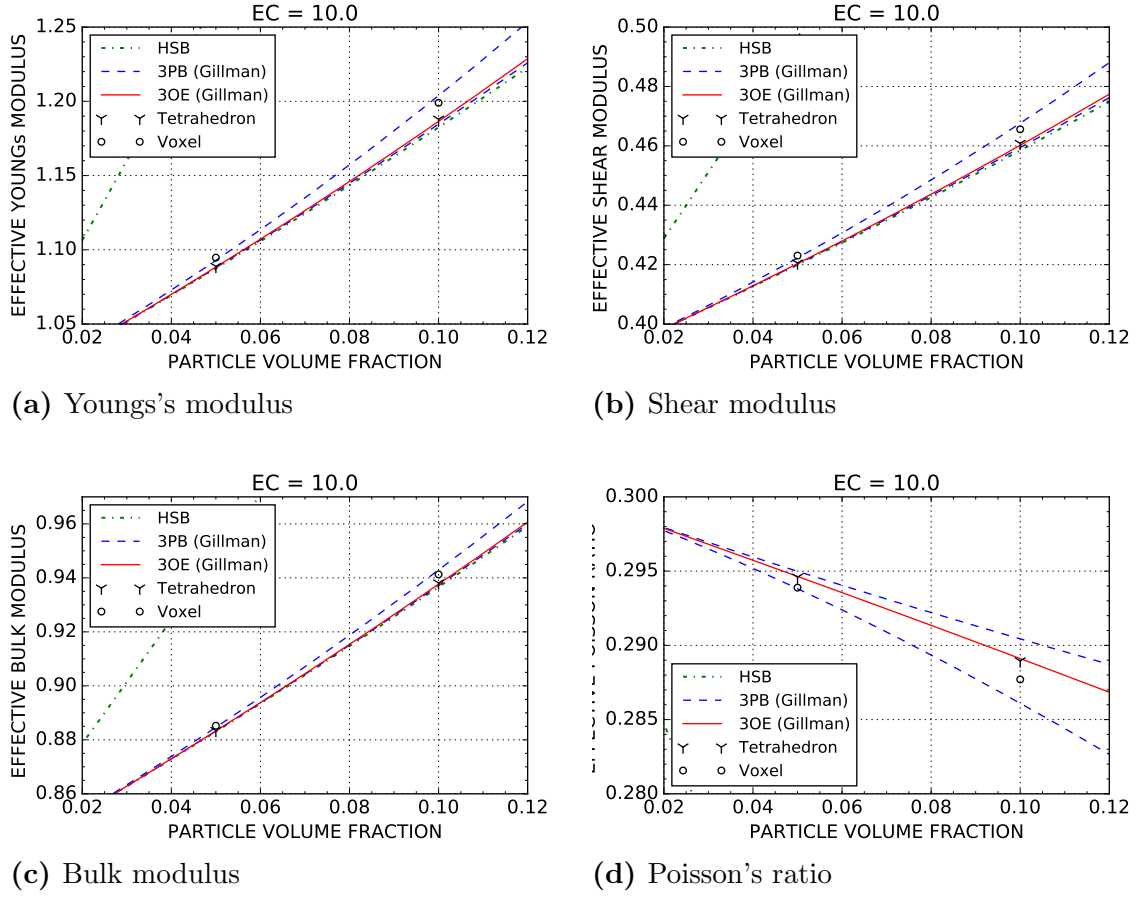 EC = 10.0
1.25
1.20
1.15
1.10
1.05
EFFECTIVE YOUNGs MODULUS
HSB
3PB (Gillman)
3OE (Gillman)
Tetrahedron
Voxel
0.02 0.04 0.06 0.08 0.10 0.12
PARTICLE VOLUME FRACTION
(a) Youngs's modulus
EC = 10.0
0.50
0.48
0.46
0.44
0.42
0.40
EFFECTIVE SHEAR MODULUS
HSB
3PB (Gillman)
3OE (Gillman)
Tetrahedron
Voxel
0.02 0.04 0.06 0.08 0.10 0.12
PARTICLE VOLUME FRACTION
(b) Shear modulus
EC = 10.0
0.96
0.94
0.92
0.90
0.88
0.86
EFFECTIVE BULK MODULUS
HSB
3PB (Gillman)
3OE (Gillman)
Tetrahedron
Voxel
0.02 0.04 0.06 0.08 0.10 0.12
PARTICLE VOLUME FRACTION
(c) Bulk modulus
EC = 10.0
0.300
0.295
0.290
0.285
0.280
HSB
3PB (Gillman)
3OE (Gillman)
Tetrahedron
Voxel
0.02 0.04 0.06 0.08 0.10 0.12
PARTICLE VOLUME FRACTION
(d) Poisson's ratio